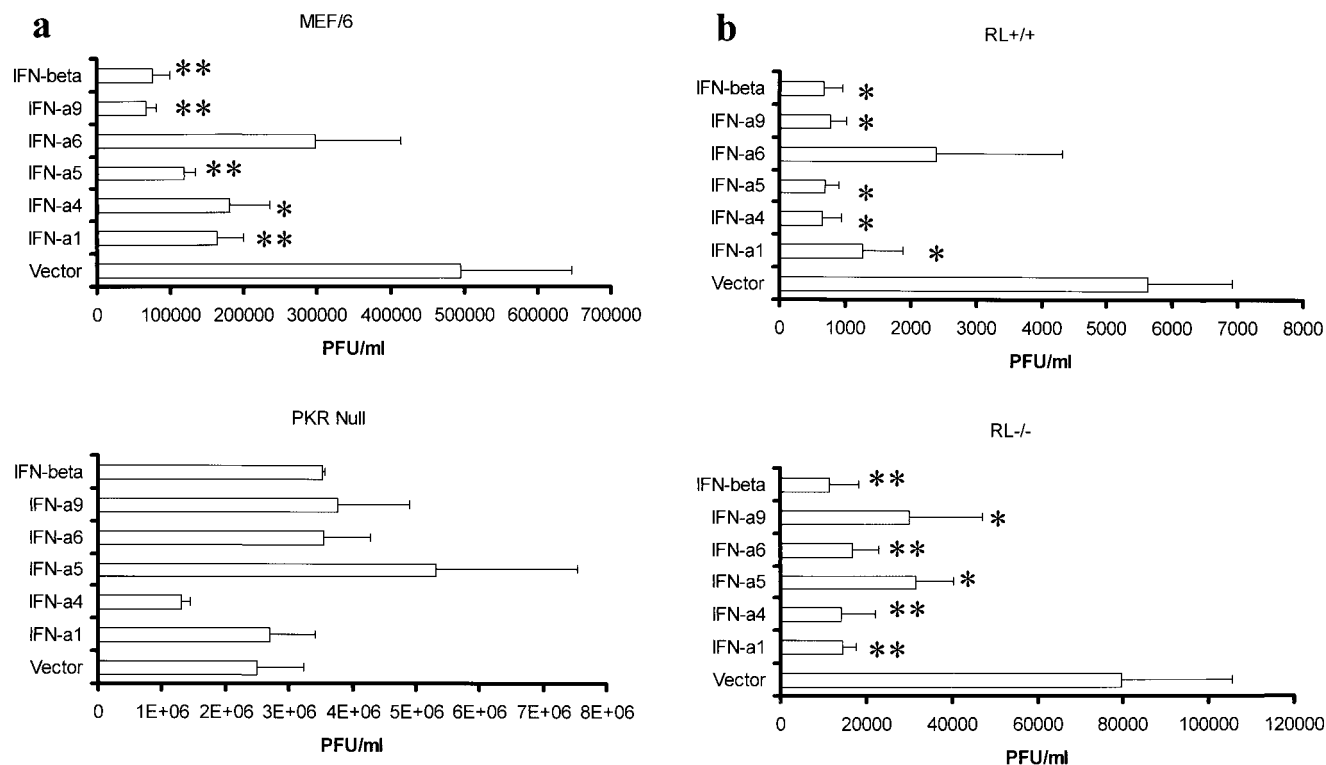 a
MEF/6
IFN-beta **
IFN-a9 **
IFN-a6
IFN-a5 **
IFN-a4 *
IFN-a1 **
Vector
0 100000 200000 300000 400000 500000 600000 700000
PFU/ml
PKR Null
IFN-beta
IFN-a9
IFN-a6
IFN-a5
IFN-a4
IFN-a1
Vector
0 1E+06 2E+06 3E+06 4E+06 5E+06 6E+06 7E+06 8E+06
PFU/ml
b
RL+/+
IFN-beta *
IFN-a9 *
IFN-a6
IFN-a5 *
IFN-a4 *
IFN-a1 *
Vector
0 1000 2000 3000 4000 5000 6000 7000 8000
PFU/ml
RL-/-
IFN-beta **
IFN-a9 *
IFN-a6 **
IFN-a5 *
IFN-a4 **
IFN-a1 **
Vector
0 20000 40000 60000 80000 100000 120000
PFU/ml